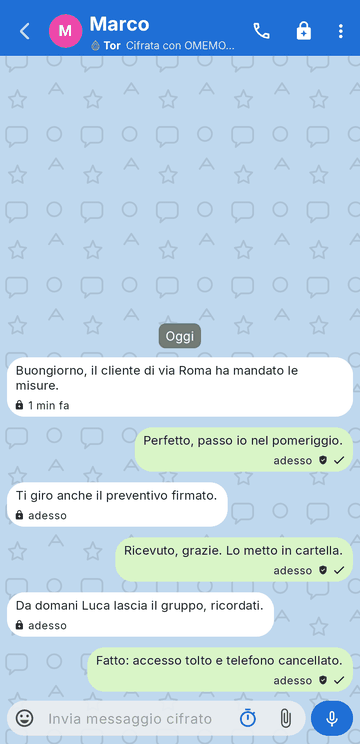 Marco
M
Tor Cifrata con OMEMO...
Oggi
Buongiorno, il cliente di via Roma ha mandato le
misure.
1 min fa
Perfetto, passo io nel pomeriggio.
adesso
Ti giro anche il preventivo firmato.
adesso
Ricevuto, grazie. Lo metto in cartella.
adesso
Da domani Luca lascia il gruppo, ricordati.
adesso
Fatto: accesso tolto e telefono cancellato.
adesso
Invia messaggio cifrato